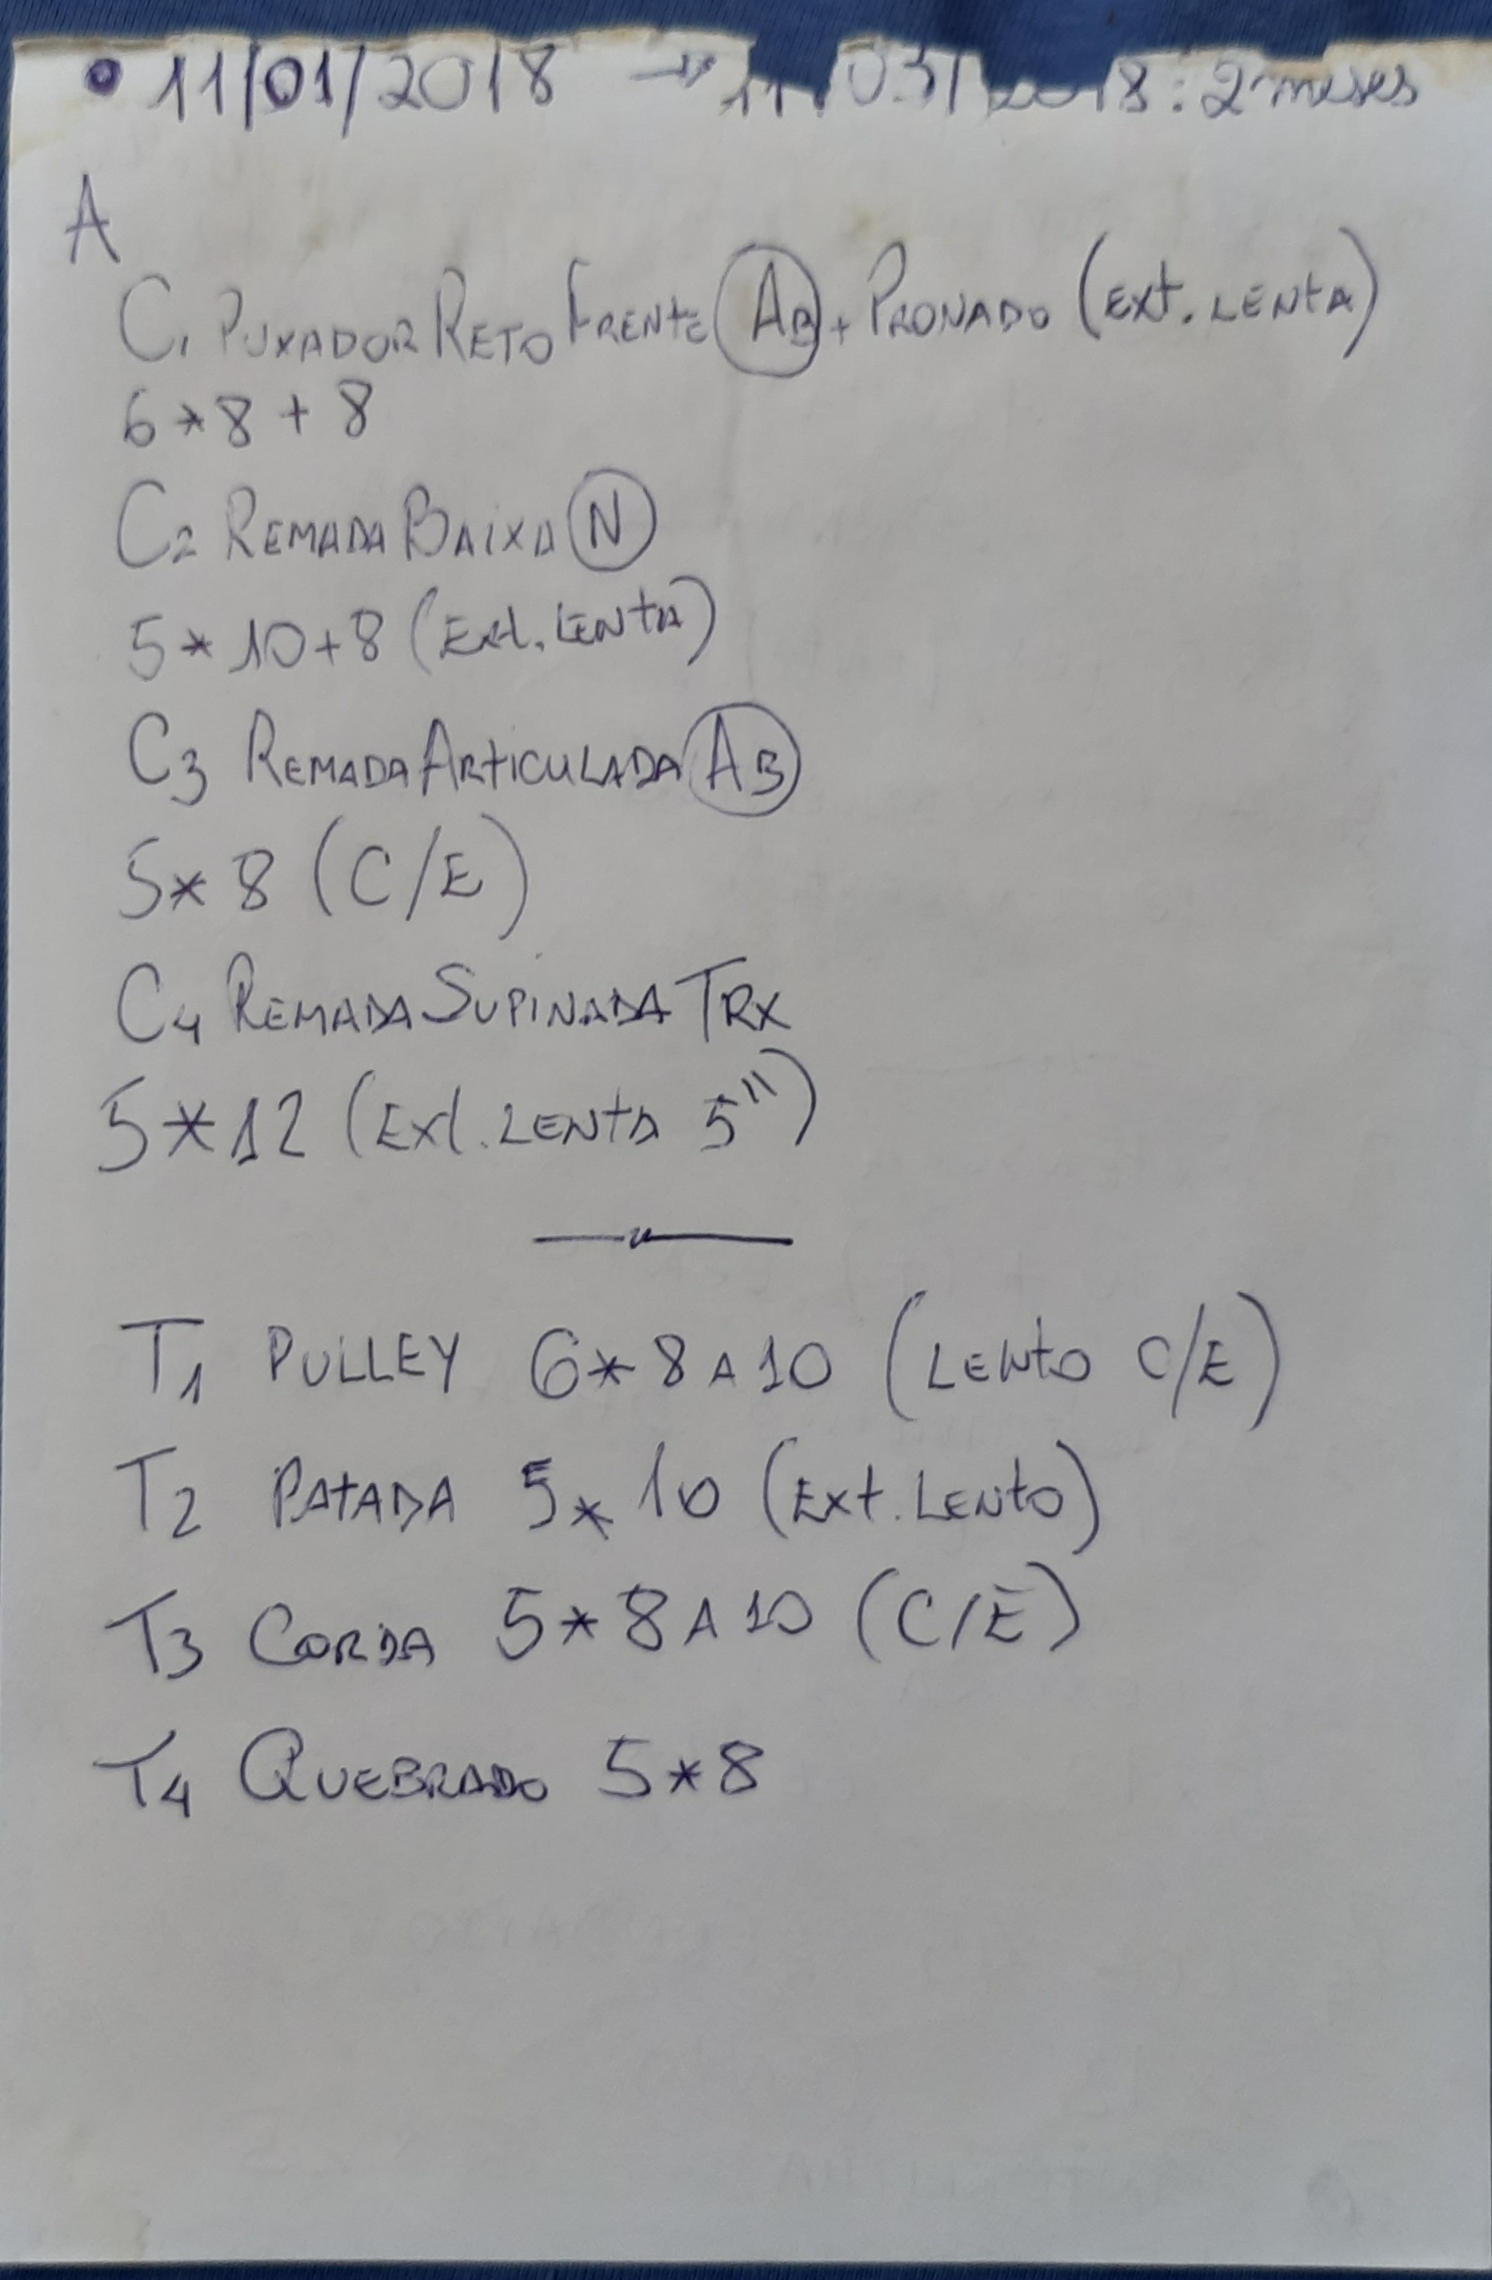 • 11/01/2018 → 11/03/2018: 2 meses
A
C1 PUXADOR RETO FRENTE AB + PRONADO (EXT. LENTA)
6*8+8
C2 REMADA BAIXA N
5*10+8 (EXT. LENTA)
C3 REMADA ARTICULADA AB
5*8 (C/E)
C4 REMADA SUPINADA TRX
5*12 (EXT. LENTA 5")
T1 PULLEY 6*8 A 10 (LENTO C/E)
T2 PATADA 5*10 (EXT. LENTO)
T3 CORDA 5*8 A 10 (C/E)
T4 QUEBRADO 5*8